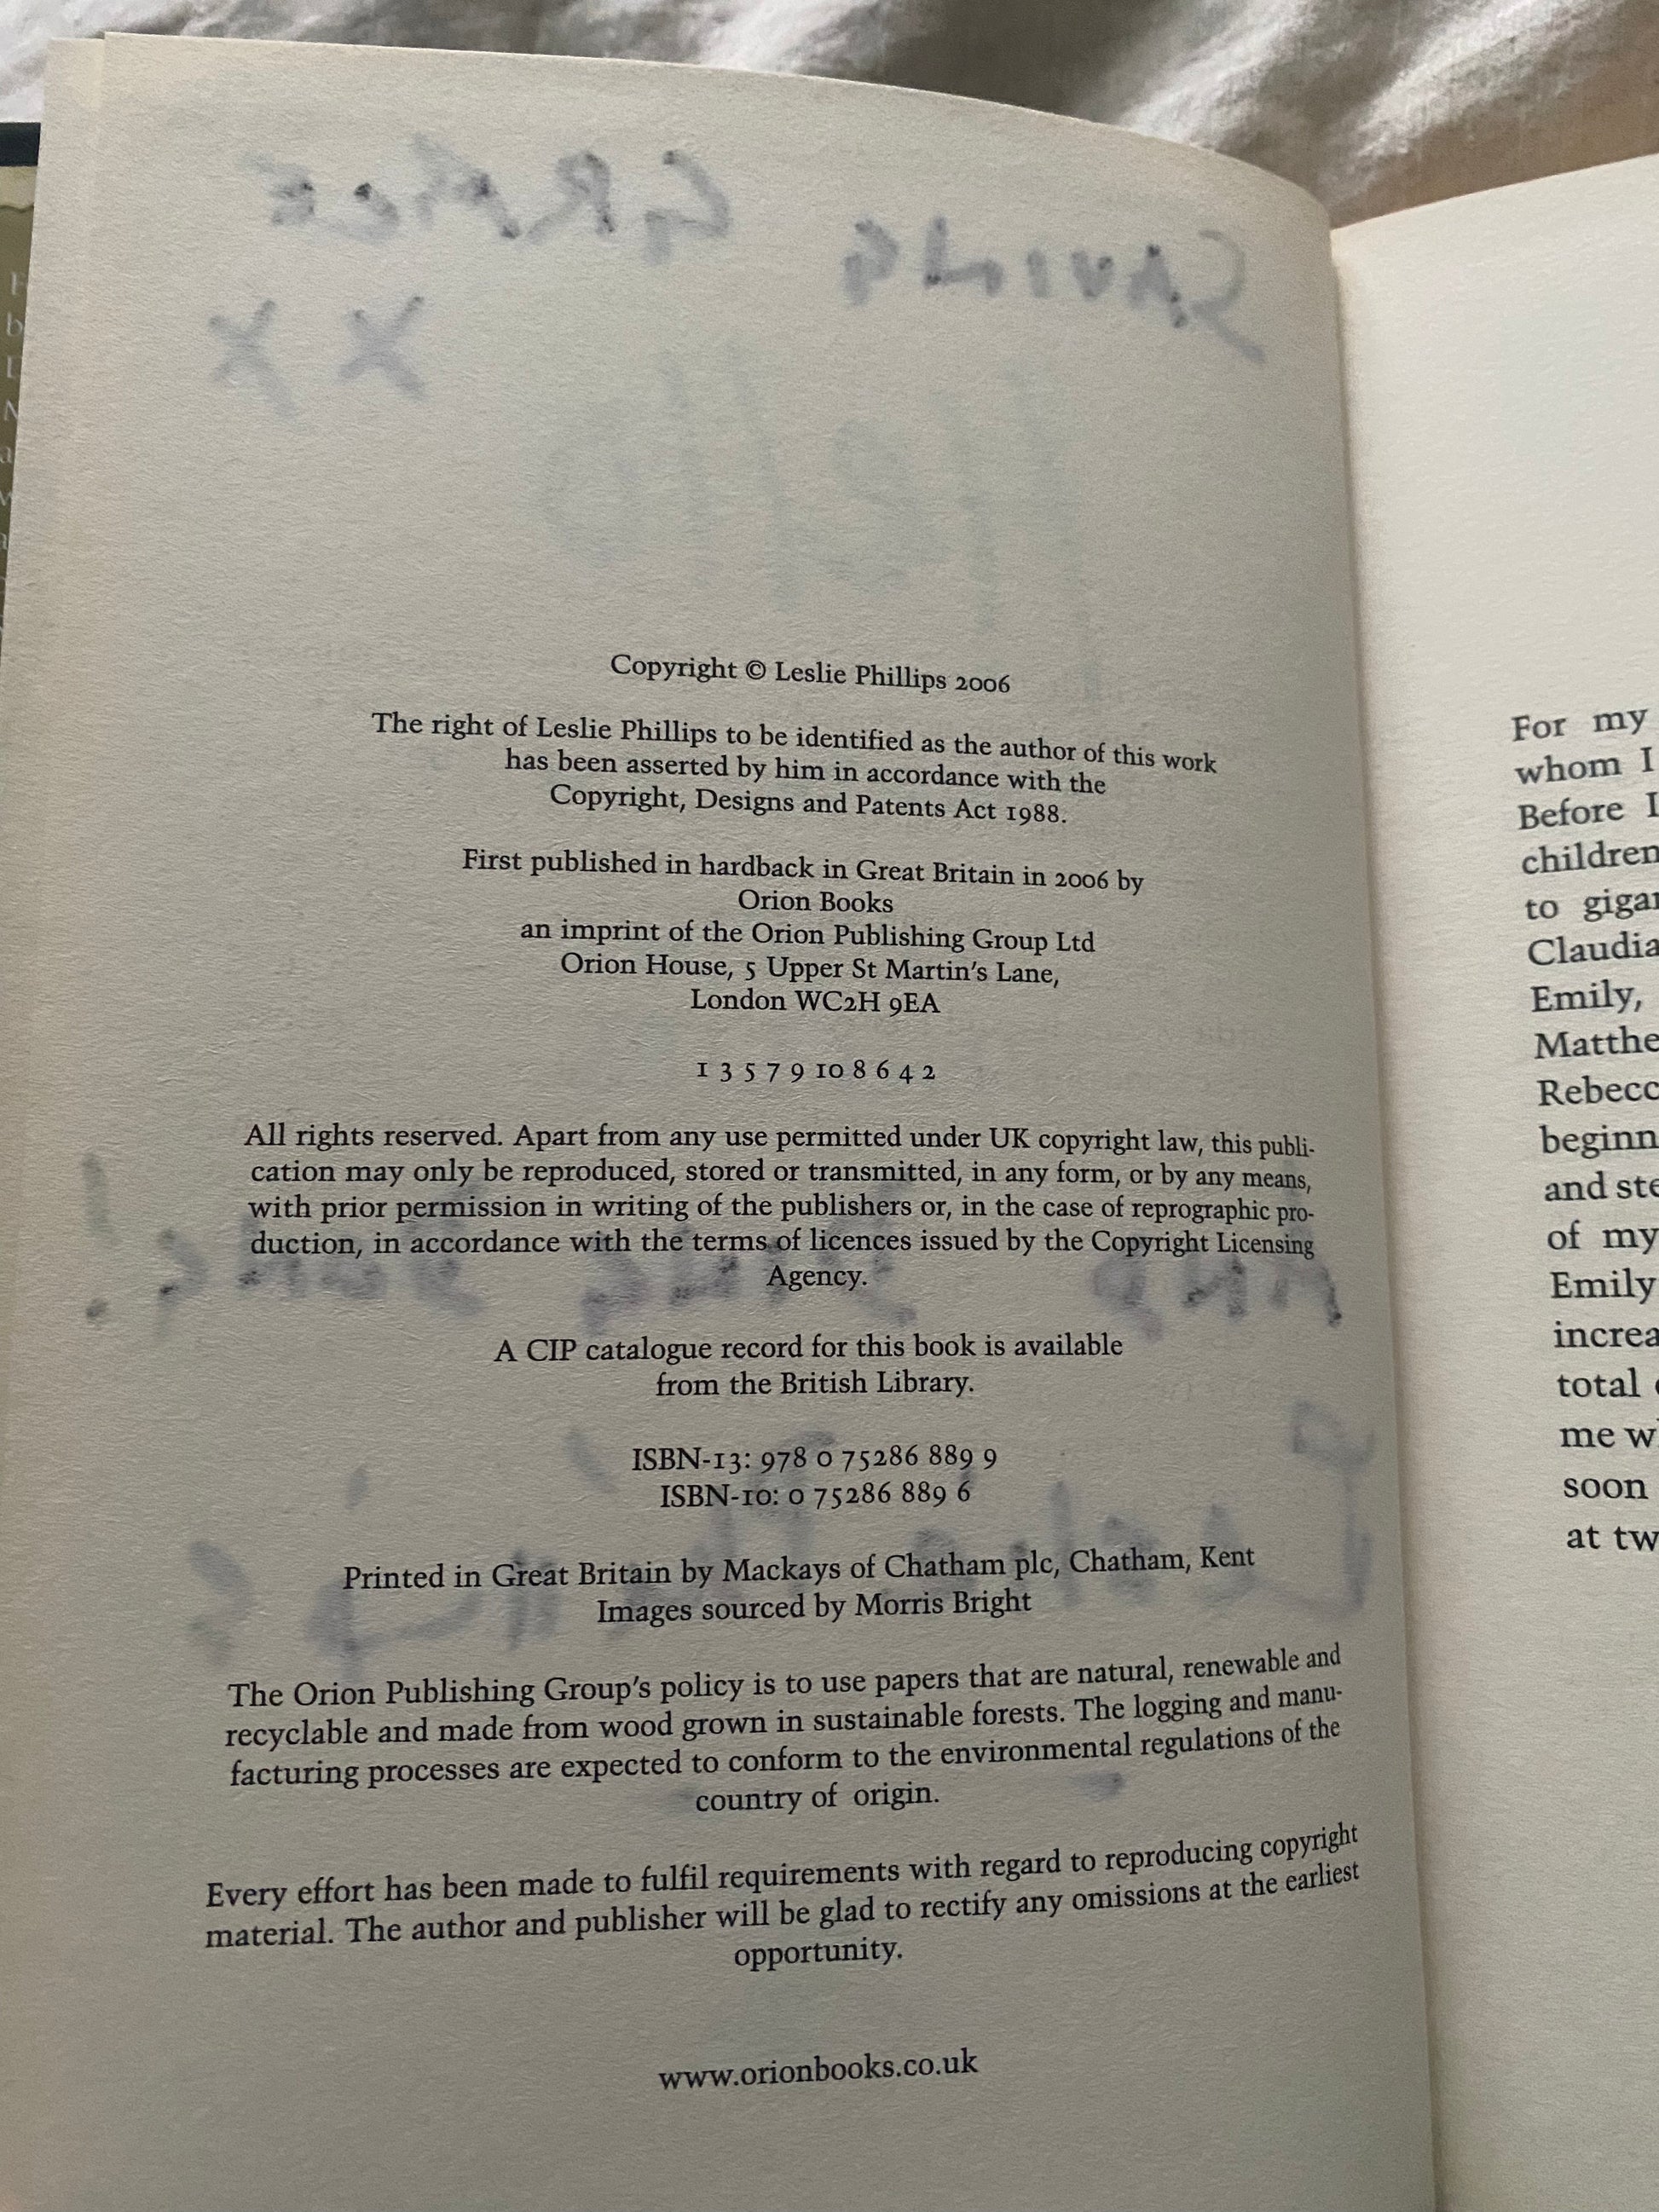 SAVING GRACE
X X
Hello
Copyright © Leslie Phillips 2006
The right of Leslie Phillips to be identified as the author of this work
has been asserted by him in accordance with the
Copyright, Designs and Patents Act 1988.
First published in hardback in Great Britain in 2006 by
Orion Books
an imprint of the Orion Publishing Group Ltd
Orion House, 5 Upper St Martin's Lane,
London WC2H 9EA
1 3 5 7 9 10 8 6 4 2
All rights reserved. Apart from any use permitted under UK copyright law, this publi-
cation may only be reproduced, stored or transmitted, in any form, or by any means,
with prior permission in writing of the publishers or, in the case of reprographic pro-
duction, in accordance with the terms of licences issued by the Copyright Licensing
Agency.
AND
A CIP catalogue record for this book is available
from the British Library.
ISBN-13: 978 0 75286 889 9
ISBN-10: 0 75286 889 6
Printed in Great Britain by Mackays of Chatham plc, Chatham, Kent
Images sourced by Morris Bright
The Orion Publishing Group's policy is to use papers that are natural, renewable and
recyclable and made from wood grown in sustainable forests. The logging and manu-
facturing processes are expected to conform to the environmental regulations of the
country of origin.
Every effort has been made to fulfil requirements with regard to reproducing copyright
material. The author and publisher will be glad to rectify any omissions at the earliest
opportunity.
www.orionbooks.co.uk
For my
whom I
Before I
children
to
Claudia
Emily,
Matthe
Rebecc
beginn
and ste
of my
Emily
increa
total
me w
soon
at tw